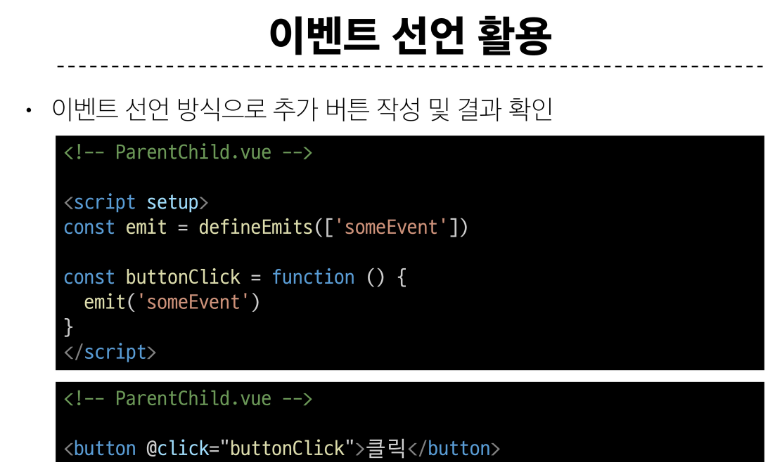 이벤트 선언 활용
• 이벤트 선언 방식으로 추가 버튼 작성 및 결과 확인
<!-- ParentChild.vue -->
<script setup>
const emit = defineEmits(['someEvent'])
const buttonClick = function () {
  emit('someEvent')
}
</script>
<!-- ParentChild.vue -->
<button @click="buttonClick">클릭</button>